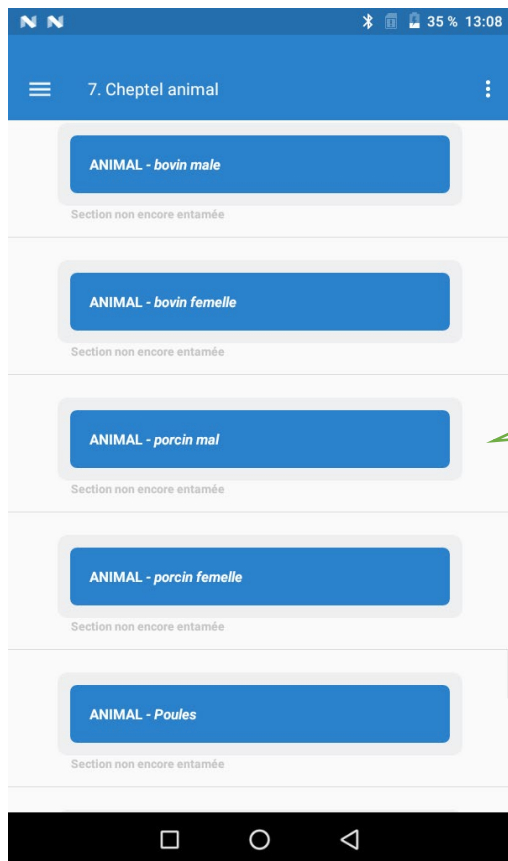 35 % 13:08
7. Cheptel animal
ANIMAL - bovin male
Section non encore entamée
ANIMAL - bovin femelle
Section non encore entamée
ANIMAL - porcin mal
Section non encore entamée
ANIMAL - porcin femelle
Section non encore entamée
ANIMAL - Poules
Section non encore entamée